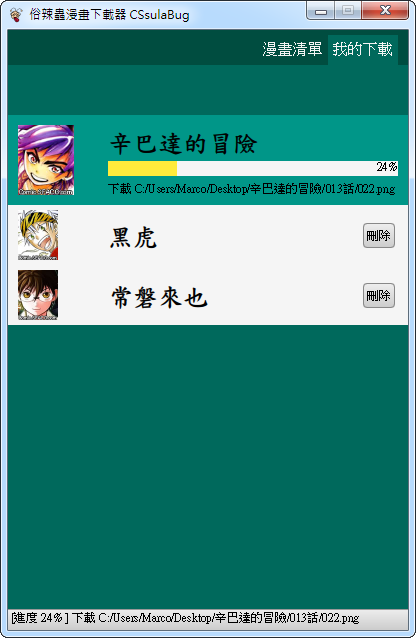 俗辣蟲漫畫下載器 CSsulaBug
漫畫清單 我的下載
辛巴達的冒險
24%
下載 C:/Users/Marco/Desktop/辛巴達的冒險/013話/022.png
黑虎
刪除
常磐來也
刪除
[進度 24% ] 下載 C:/Users/Marco/Desktop/辛巴達的冒險/013話/022.png